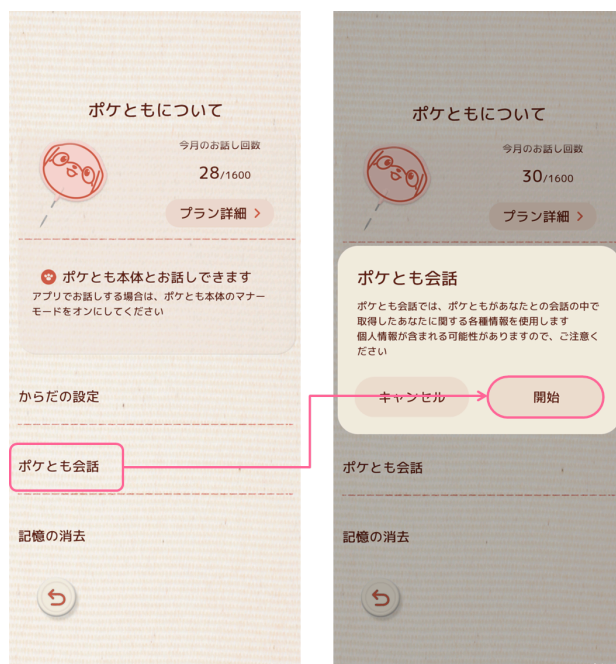 ポケともについて
今月のお話し回数
28/1600
プラン詳細
ポケとも本体とお話しできます
アプリでお話しする場合は、ポケとも本体のマナー
モードをオンにしてください
からだの設定
ポケとも会話
記憶の消去
ポケともについて
今月のお話し回数
30/1600
プラン詳細
ポケとも会話
ポケとも会話では、ポケともがあなたとの会話の中で
取得したあなたに関する各種情報を使用します
個人情報が含まれる可能性がありますので、ご注意く
ださい
キャンセル
開始
ポケとも会話
記憶の消去